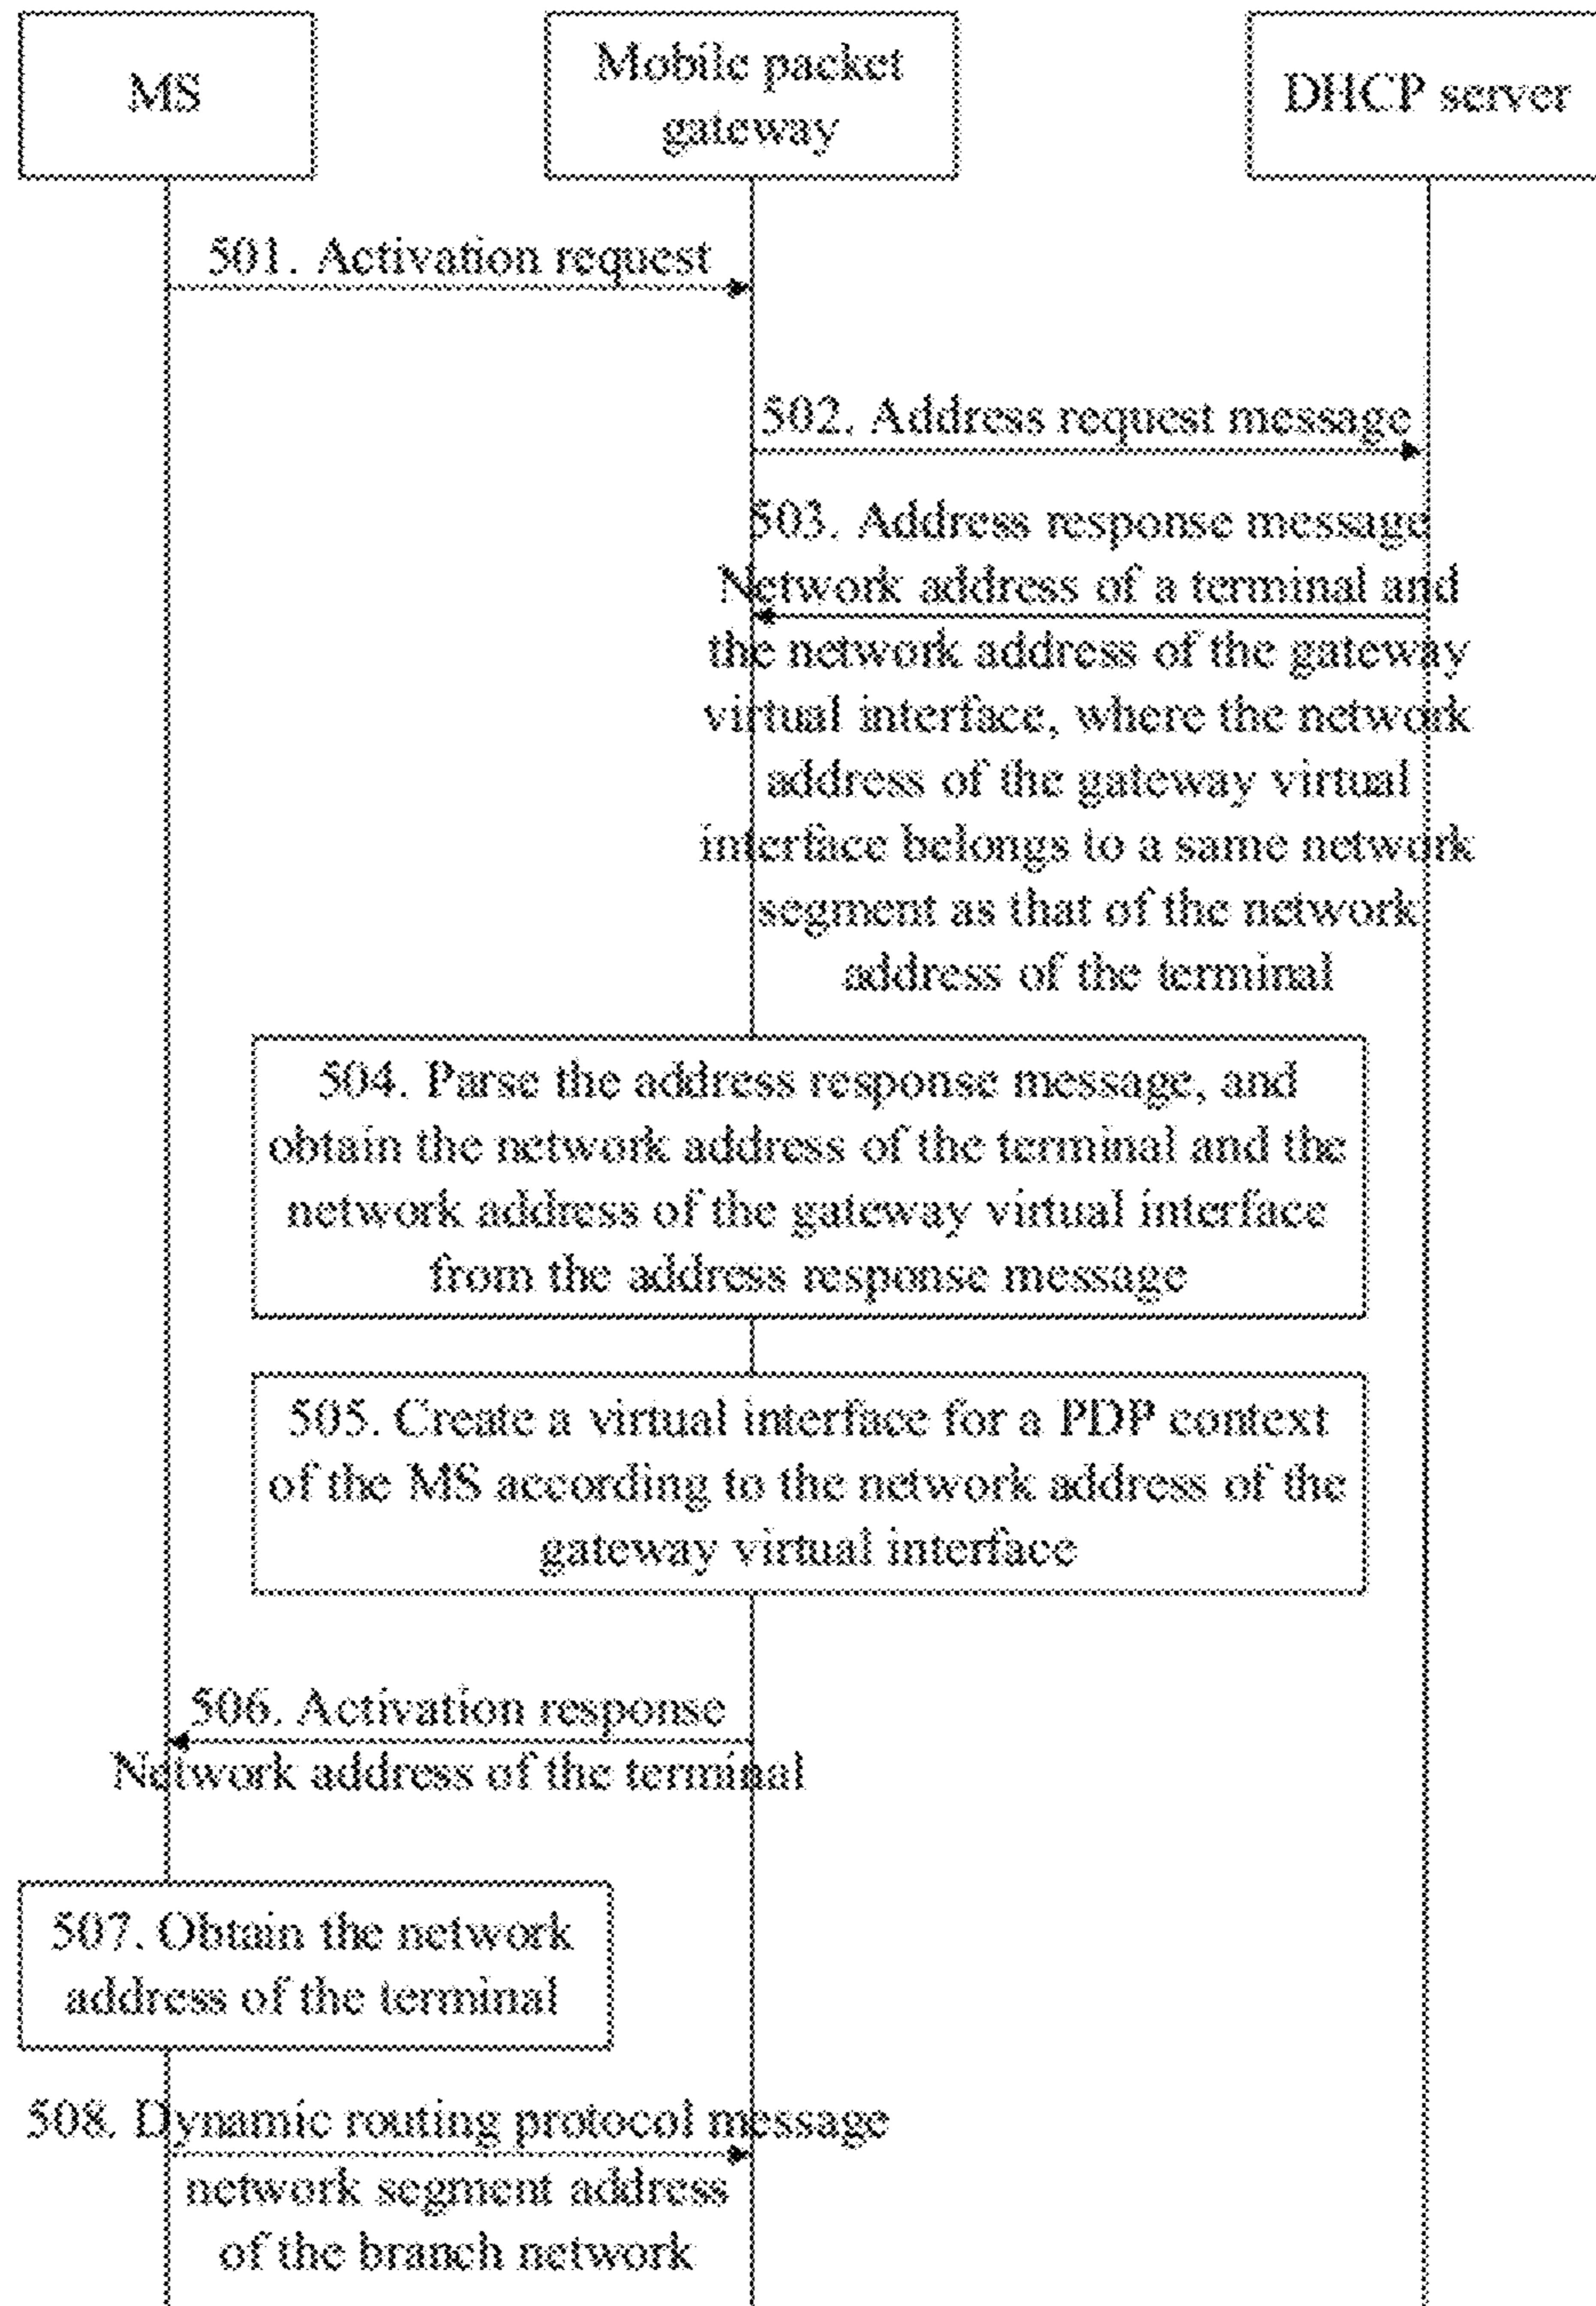 MS
Mobile packet
gateway
DHCP server
501. Activation request
502. Address request message
503. Address response message
Network address of a terminal and
the network address of the gateway
virtual interface, where the network
address of the gateway virtual
interface belongs to a same network
segment as that of the network
address of the terminal
504. Parse the address response message, and
obtain the network address of the terminal and the
network address of the gateway virtual interface
from the address response message
505. Create a virtual interface for a PDP context
of the MS according to the network address of the
gateway virtual interface
506. Activation response
Network address of the terminal
507. Obtain the network
address of the terminal
508. Dynamic routing protocol message
network segment address
of the branch network